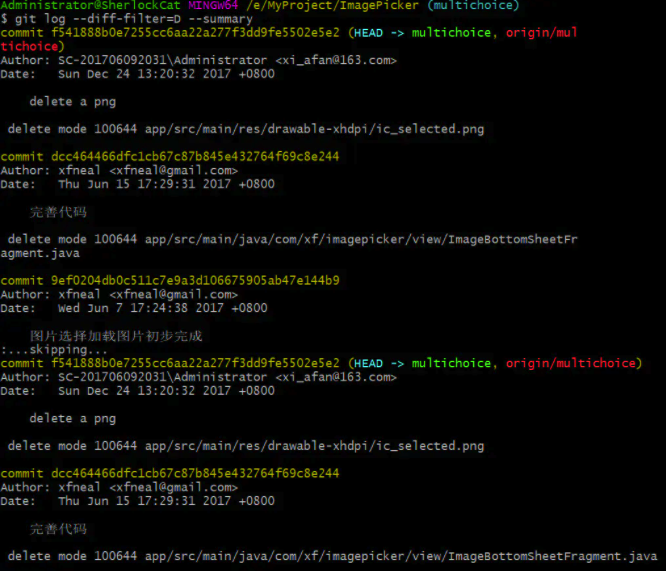 Administrator@SherlockCat MINGW64 /e/MyProject/ImagePicker (multichoice)
$ git log --diff-filter=D --summary
commit f541888b0e7255cc6aa22a277f3dd9fe5502e5e2 (HEAD -> multichoice, origin/mul
tichoice)
Author: SC-201706092031\Administrator <xi_afan@163.com>
Date:   Sun Dec 24 13:20:32 2017 +0800
    delete a png
 delete mode 100644 app/src/main/res/drawable-xhdpi/ic_selected.png
commit dcc464466dfc1cb67c87b845e432764f69c8e244
Author: xfneal <xfneal@gmail.com>
Date:   Thu Jun 15 17:29:31 2017 +0800
    完善代码
 delete mode 100644 app/src/main/java/com/xf/imagepicker/view/ImageBottomSheetFr
agment.java
commit 9ef0204db0c511c7e9a3d106675905ab47e144b9
Author: xfneal <xfneal@gmail.com>
Date:   Wed Jun 7 17:24:38 2017 +0800
    图片选择加载图片初步完成
:...skipping...
commit f541888b0e7255cc6aa22a277f3dd9fe5502e5e2 (HEAD -> multichoice, origin/multichoice)
Author: SC-201706092031\Administrator <xi_afan@163.com>
Date:   Sun Dec 24 13:20:32 2017 +0800
    delete a png
 delete mode 100644 app/src/main/res/drawable-xhdpi/ic_selected.png
commit dcc464466dfc1cb67c87b845e432764f69c8e244
Author: xfneal <xfneal@gmail.com>
Date:   Thu Jun 15 17:29:31 2017 +0800
    完善代码
 delete mode 100644 app/src/main/java/com/xf/imagepicker/view/ImageBottomSheetFragment.java